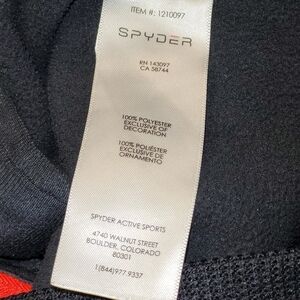 ITEM #: 1210097
SPYDER
RN 143097
CA 58744
100% POLYESTER
EXCLUSIVE OF
DECORATION
100% POLIÉSTER
EXCLUSIVO DE
ORNAMENTO
SPYDER ACTIVE SPORTS
4740 WALNUT STREET
BOULDER, COLORADO
80301
1(844)977.9337